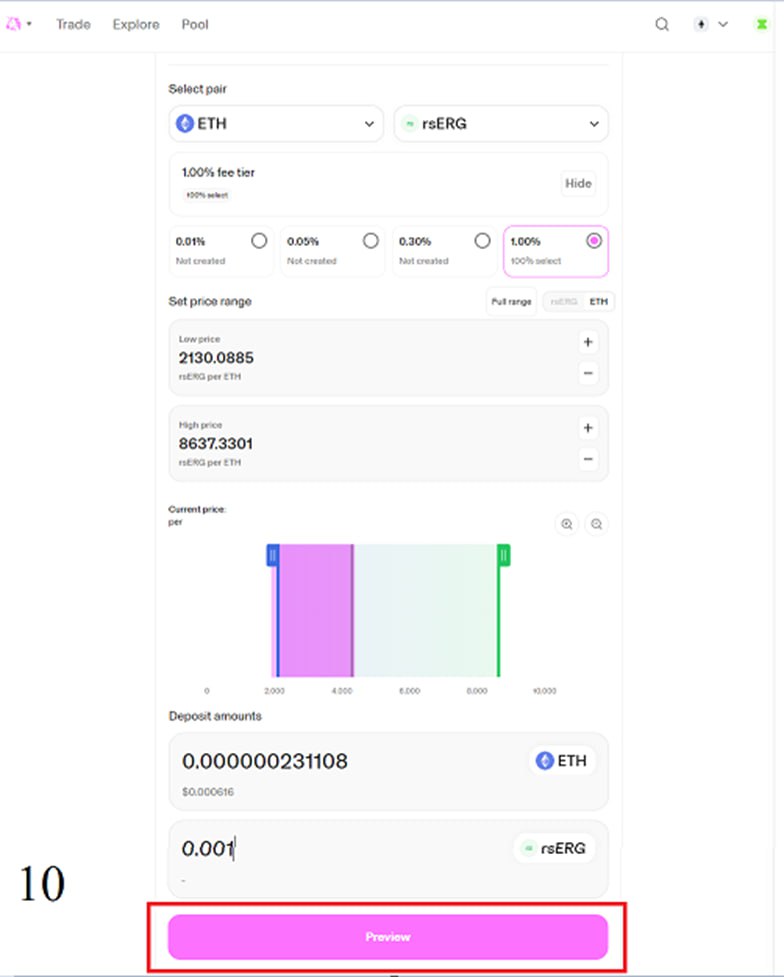 Trade Explore Pool
Select pair
ETH rsERG
1.00% fee tier
100% select
Hide
0.01% 0.05% 0.30% 1.00%
Not created Not created Not created 100% select
Set price range Full range rsERG ETH
Low price
2130.0885
rsERG per ETH
+
−
High price
8637.3301
rsERG per ETH
+
−
Current price:
per
0 2,000 4,000 6,000 8,000 10,000
Deposit amounts
0.000000231108 ETH
$0.000616
0.001 rsERG
-
10
Preview